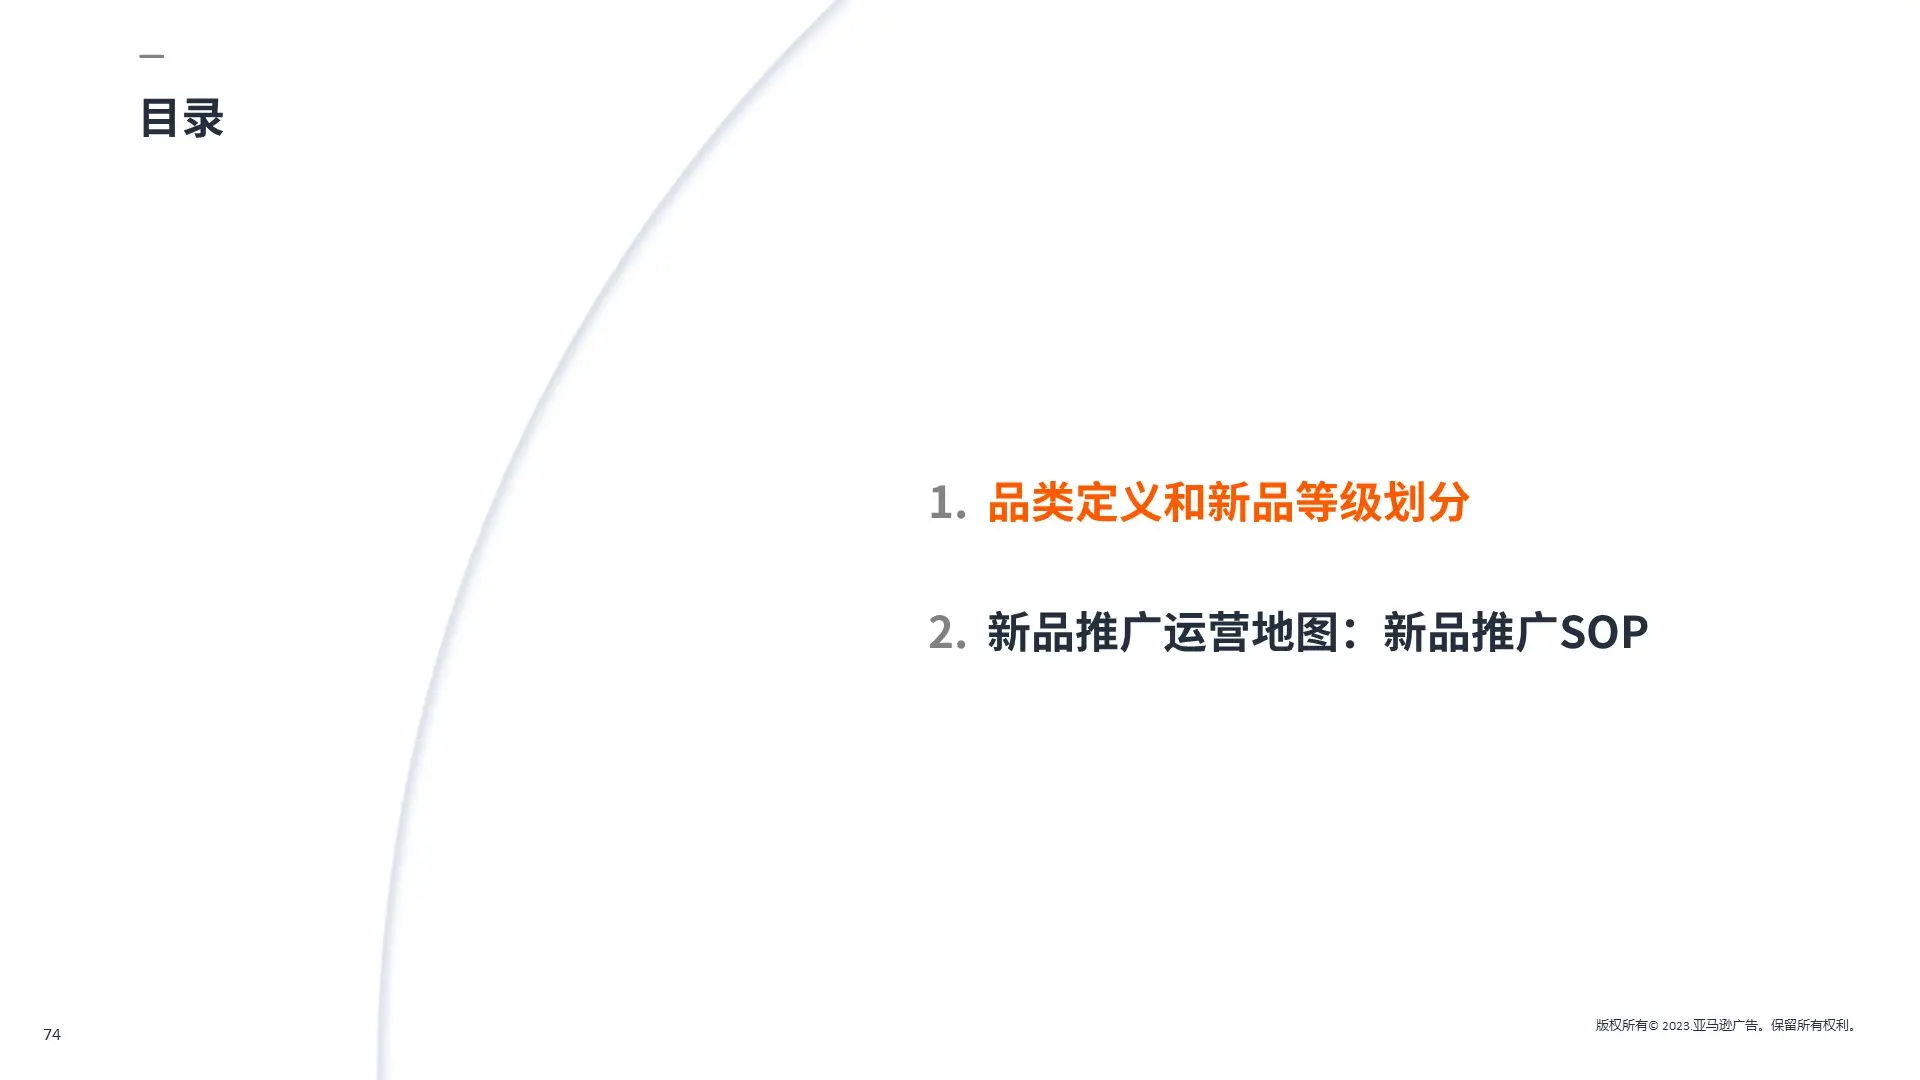 目录
1. 品类定义和新品等级划分
2. 新品推广运营地图：新品推广SOP
74
版权所有© 2023.亚马逊广告。保留所有权利。